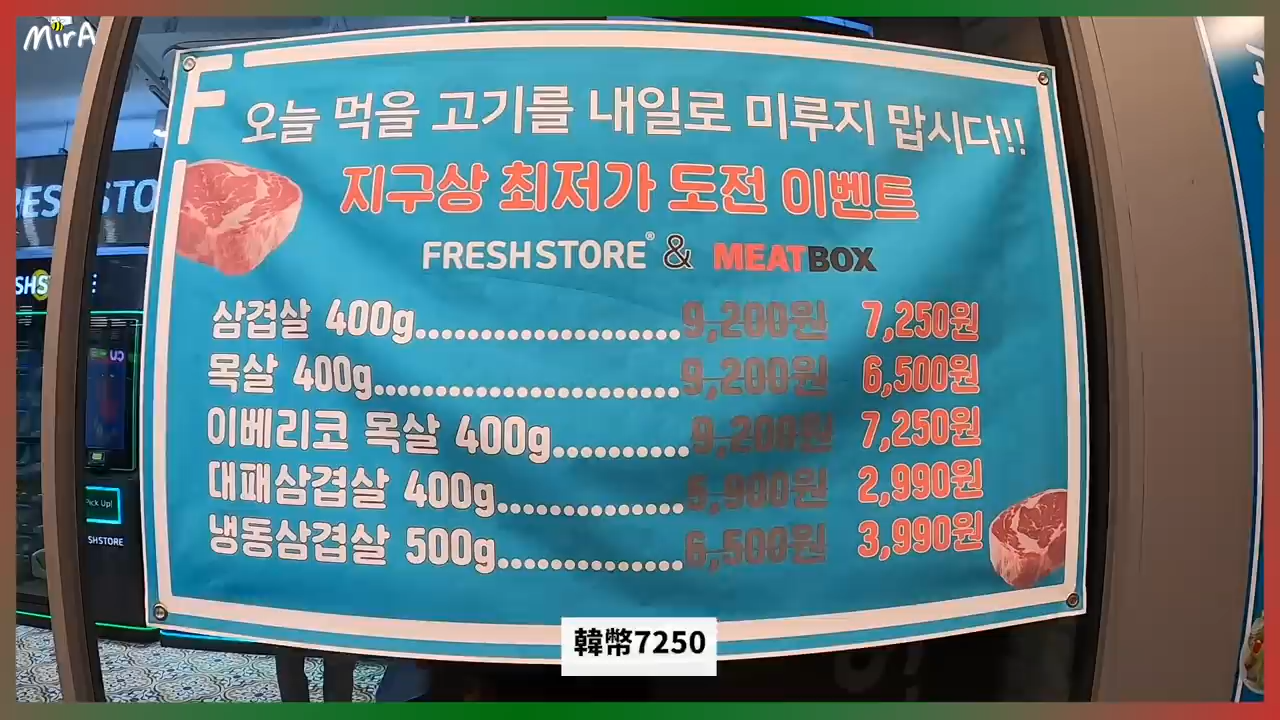 MirA
오늘 먹을 고기를 내일로 미루지 맙시다!!
지구상 최저가 도전 이벤트
FRESHSTORE® & MEATBOX
삼겹살 400g 9,200원 7,250원
목살 400g 9,200원 6,500원
이베리코 목살 400g 9,200원 7,250원
대패삼겹살 400g 5,900원 2,990원
냉동삼겹살 500g 6,500원 3,990원
Pick Up!
SHSTORE
韓幣7250